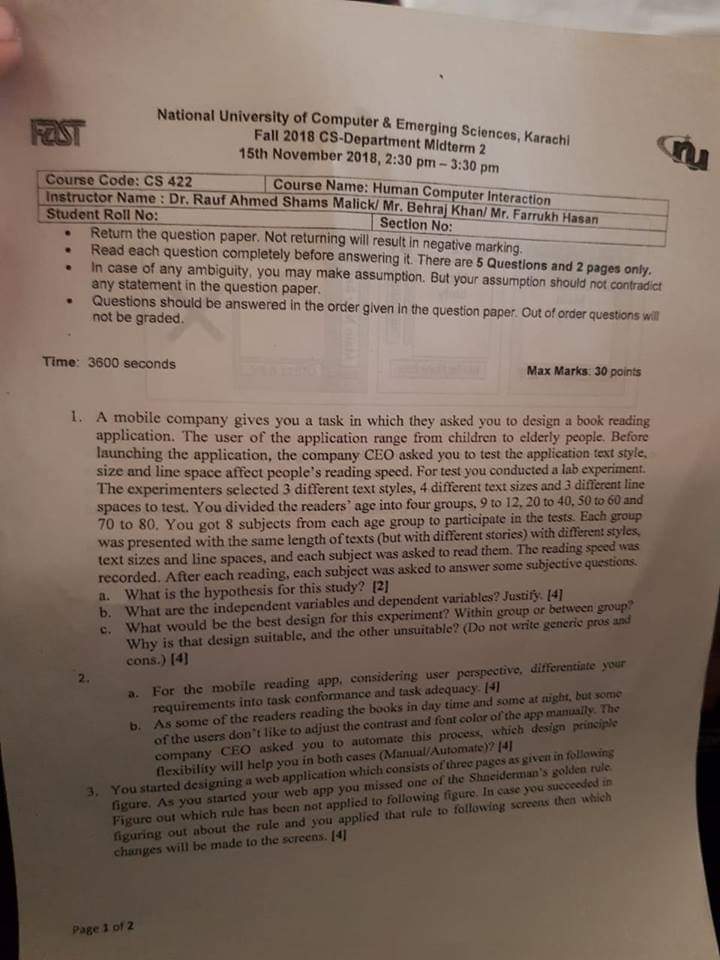 FAST
National University of Computer & Emerging Sciences, Karachi
Fall 2018 CS-Department Midterm 2
15th November 2018, 2:30 pm – 3:30 pm
nu
Course Code: CS 422 Course Name: Human Computer Interaction
Instructor Name : Dr. Rauf Ahmed Shams Malick/ Mr. Behraj Khan/ Mr. Farrukh Hasan
Student Roll No: Section No:
• Return the question paper. Not returning will result in negative marking.
• Read each question completely before answering it. There are 5 Questions and 2 pages only.
• In case of any ambiguity, you may make assumption. But your assumption should not contradict
any statement in the question paper.
• Questions should be answered in the order given in the question paper. Out of order questions will
not be graded.
Time: 3600 seconds Max Marks: 30 points
1. A mobile company gives you a task in which they asked you to design a book reading
application. The user of the application range from children to elderly people. Before
launching the application, the company CEO asked you to test the application text style,
size and line space affect people's reading speed. For test you conducted a lab experiment.
The experimenters selected 3 different text styles, 4 different text sizes and 3 different line
spaces to test. You divided the readers' age into four groups, 9 to 12, 20 to 40, 50 to 60 and
70 to 80. You got 8 subjects from each age group to participate in the tests. Each group
was presented with the same length of texts (but with different stories) with different styles,
text sizes and line spaces, and each subject was asked to read them. The reading speed was
recorded. After each reading, each subject was asked to answer some subjective questions.
a. What is the hypothesis for this study? [2]
b. What are the independent variables and dependent variables? Justify. [4]
c. What would be the best design for this experiment? Within group or between group?
Why is that design suitable, and the other unsuitable? (Do not write generic pros and
cons.) [4]
2.
a. For the mobile reading app, considering user perspective, differentiate your
requirements into task conformance and task adequacy. [4]
b. As some of the readers reading the books in day time and some at night, but some
of the users don't like to adjust the contrast and font color of the app manually. The
company CEO asked you to automate this process, which design principle
flexibility will help you in both cases (Manual/Automate)? [4]
3. You started designing a web application which consists of three pages as given in following
figure. As you started your web app you missed one of the Shneiderman's golden rule.
Figure out which rule has been not applied to following figure. In case you succeeded in
figuring out about the rule and you applied that rule to following screens then which
changes will be made to the screens. [4]
Page 1 of 2